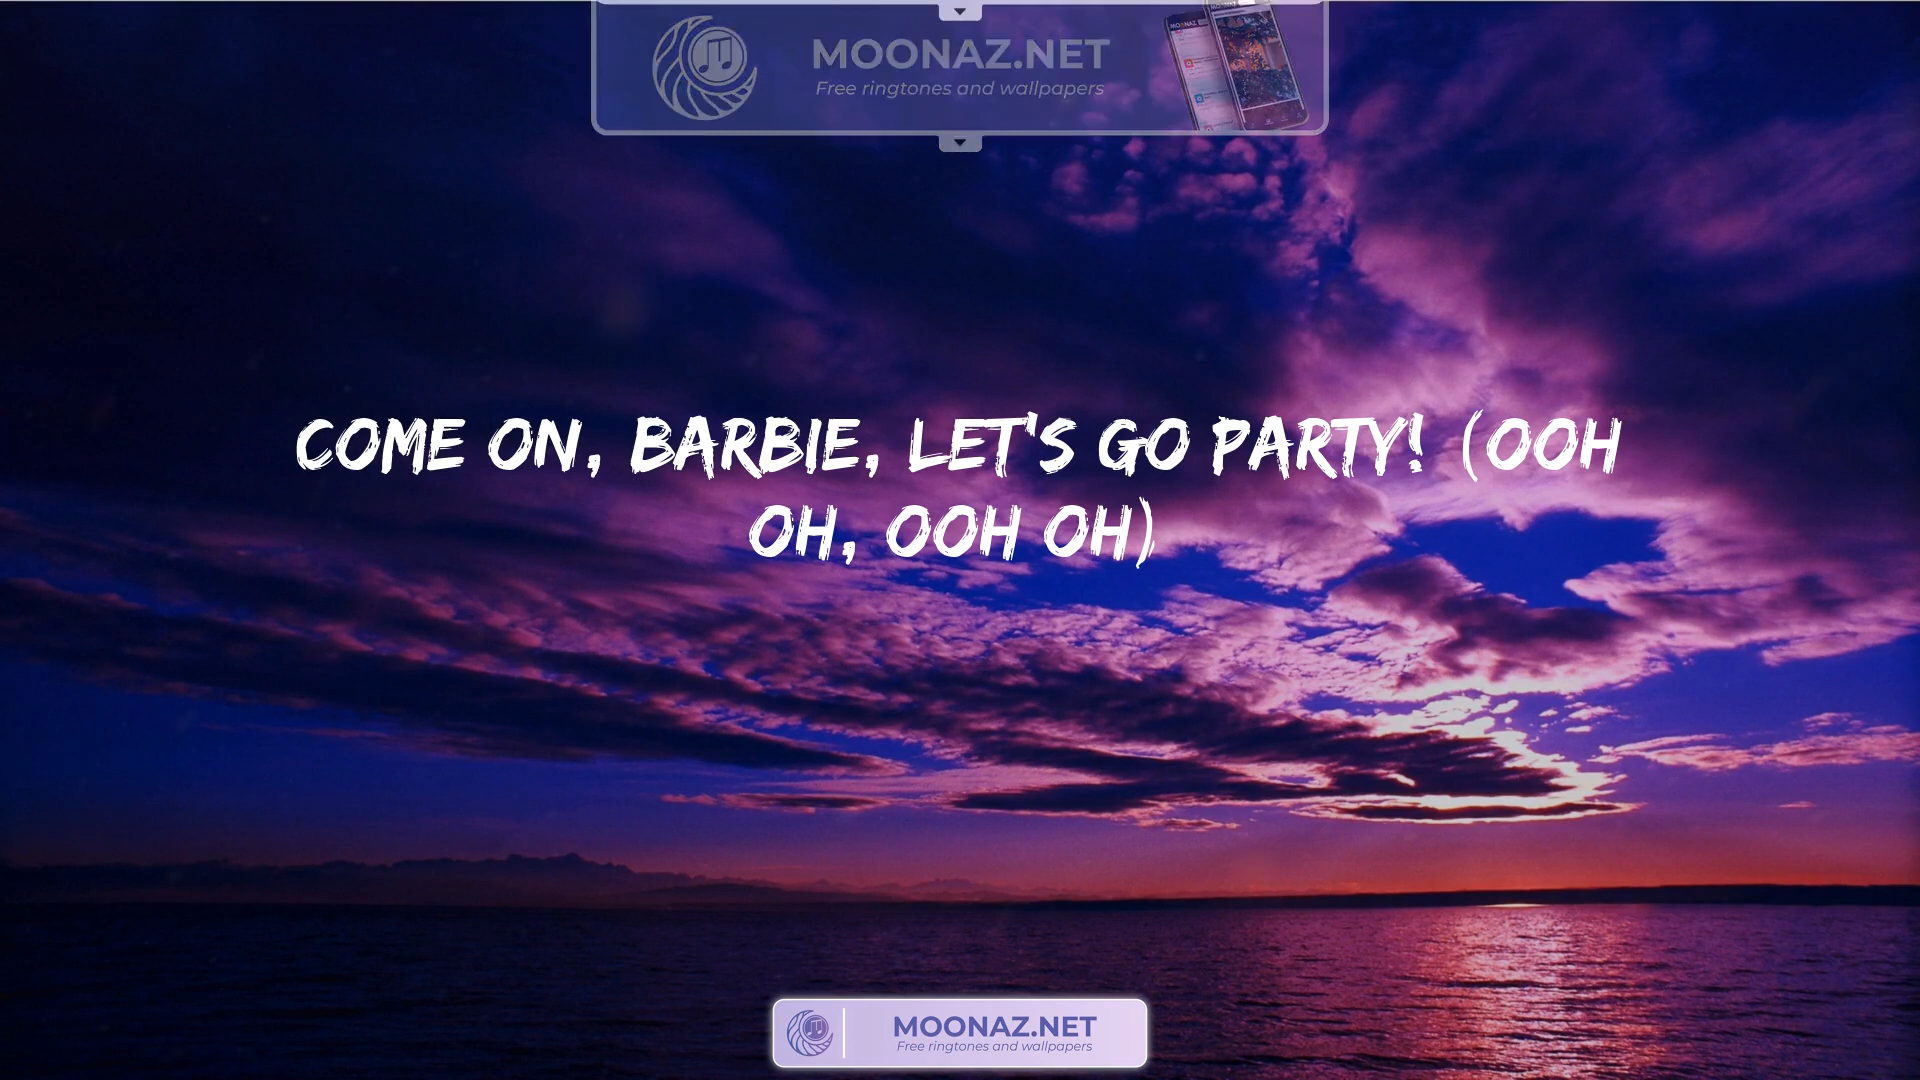 MOONAZ.NET
Free ringtones and wallpapers
COME ON, BARBIE, LET'S GO PARTY! (OOH
OH, OOH OH)
MOONAZ.NET
Free ringtones and wallpapers